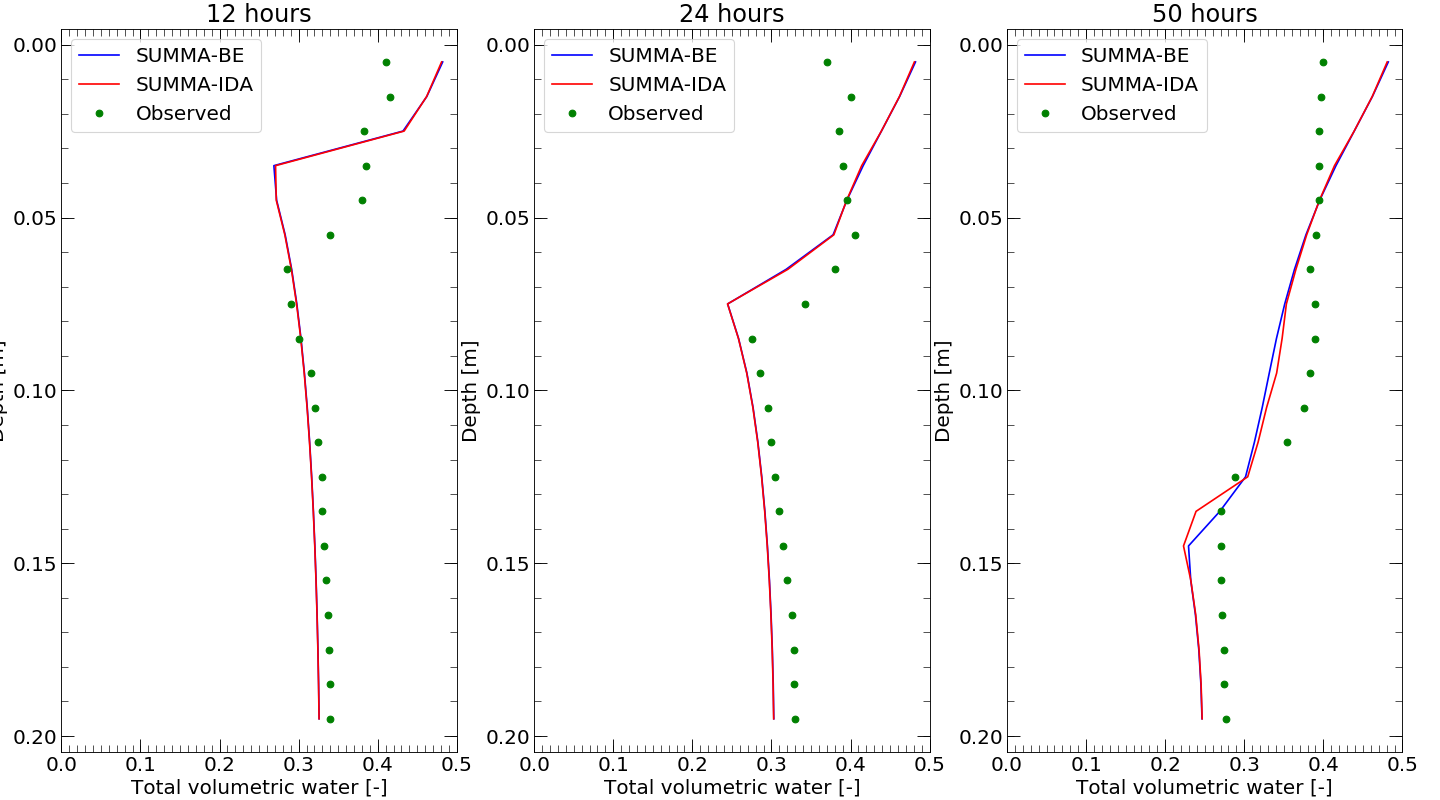 12 hours
SUMMA-BE
SUMMA-IDA
Observed
0.00
0.05
0.10
0.15
0.20
Depth [m]
0.0 0.1 0.2 0.3 0.4 0.5
Total volumetric water [-]
24 hours
SUMMA-BE
SUMMA-IDA
Observed
0.00
0.05
0.10
0.15
0.20
Depth [m]
0.0 0.1 0.2 0.3 0.4 0.5
Total volumetric water [-]
50 hours
SUMMA-BE
SUMMA-IDA
Observed
0.00
0.05
0.10
0.15
0.20
Depth [m]
0.0 0.1 0.2 0.3 0.4 0.5
Total volumetric water [-]